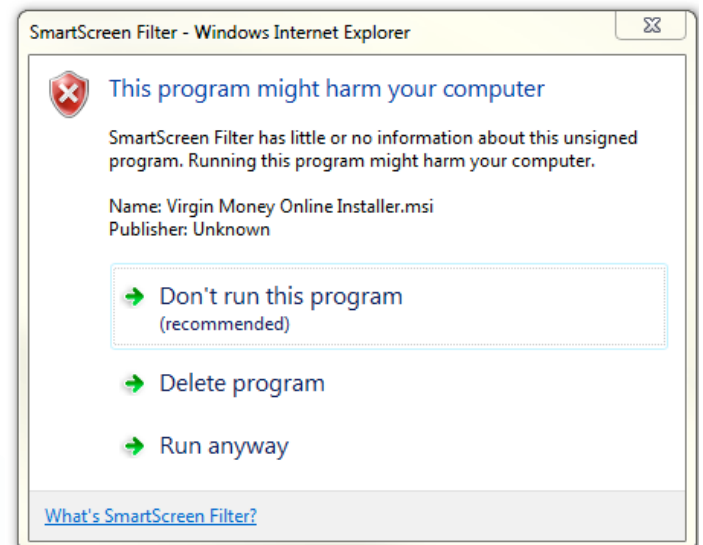 SmartScreen Filter - Windows Internet Explorer
This program might harm your computer
SmartScreen Filter has little or no information about this unsigned
program. Running this program might harm your computer.
Name: Virgin Money Online Installer.msi
Publisher: Unknown
Don't run this program
(recommended)
Delete program
Run anyway
What's SmartScreen Filter?